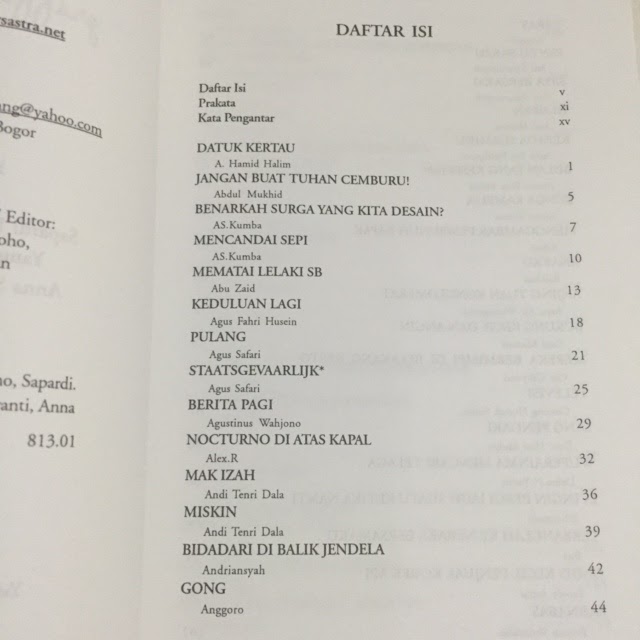 rsastra.net
ng@yahoo.com
Bogor
Editor:
oho,
n
no, Sapardi.
ranti, Anna
813.01
DAFTAR ISI
Daftar Isi v
Prakata xi
Kata Pengantar xv
DATUK KERTAU
A. Hamid Halim 1
JANGAN BUAT TUHAN CEMBURU!
Abdul Mukhid 5
BENARKAH SURGA YANG KITA DESAIN?
AS.Kumba 7
MENCANDAI SEPI
AS.Kumba 10
MEMATAI LELAKI SB
Abu Zaid 13
KEDULUAN LAGI
Agus Fahri Husein 18
PULANG
Agus Safari 21
STAATSGEVAARLIJK*
Agus Safari 25
BERITA PAGI
Agustinus Wahjono 29
NOCTURNO DI ATAS KAPAL
Alex.R 32
MAK IZAH
Andi Tenri Dala 36
MISKIN
Andi Tenri Dala 39
BIDADARI DI BALIK JENDELA
Andriansyah 42
GONG
Anggoro 44